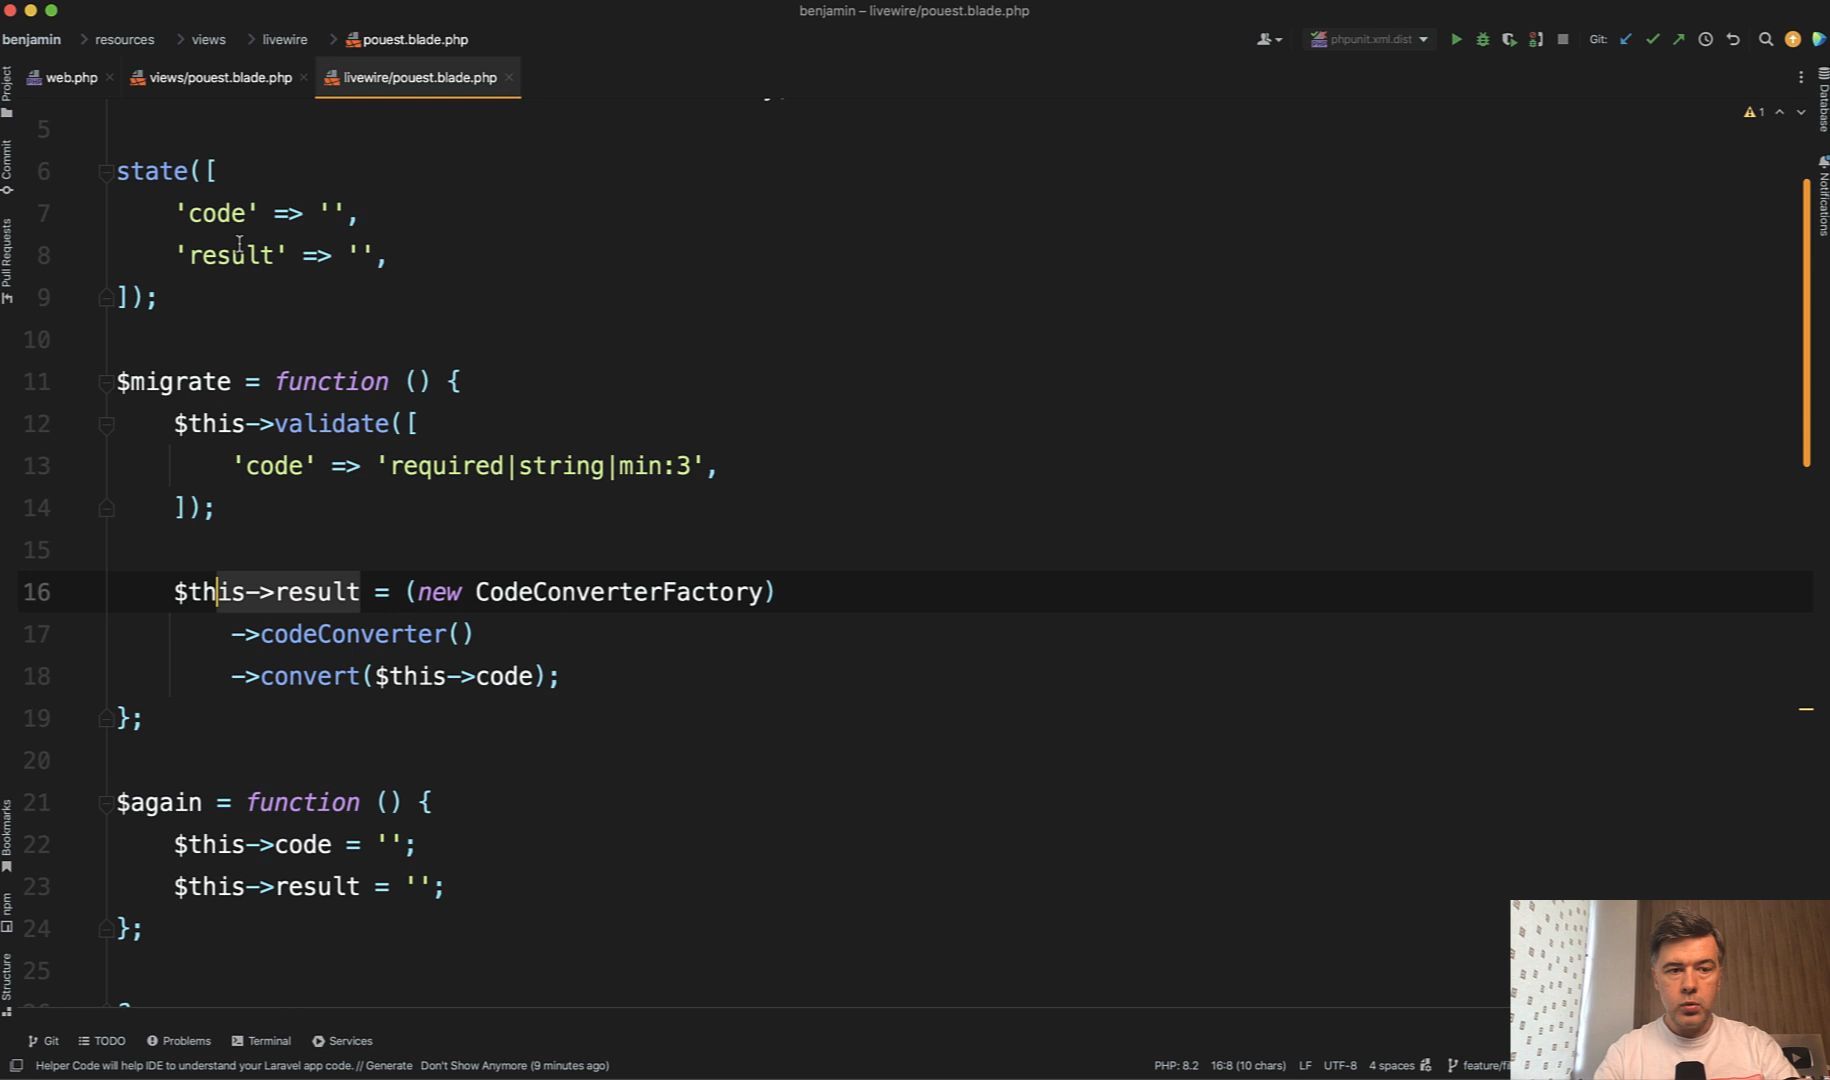 benjamin – livewire/pouest.blade.php
benjamin resources views livewire pouest.blade.php
phpunit.xml.dist Git:
web.php views/pouest.blade.php livewire/pouest.blade.php
Project
Commit
Pull Requests
Bookmarks
npm
Structure
Database
Notifications
1
5
6 state([
7 'code' => '',
8 'result' => '',
9 ]);
10
11 $migrate = function () {
12 $this->validate([
13 'code' => 'required|string|min:3',
14 ]);
15
16 $this->result = (new CodeConverterFactory)
17 ->codeConverter()
18 ->convert($this->code);
19 };
20
21 $again = function () {
22 $this->code = '';
23 $this->result = '';
24 };
25
Git TODO Problems Terminal Services
Helper Code will help IDE to understand your Laravel app code. // Generate Don't Show Anymore (9 minutes ago)
PHP: 8.2 16:8 (10 chars) LF UTF-8 4 spaces